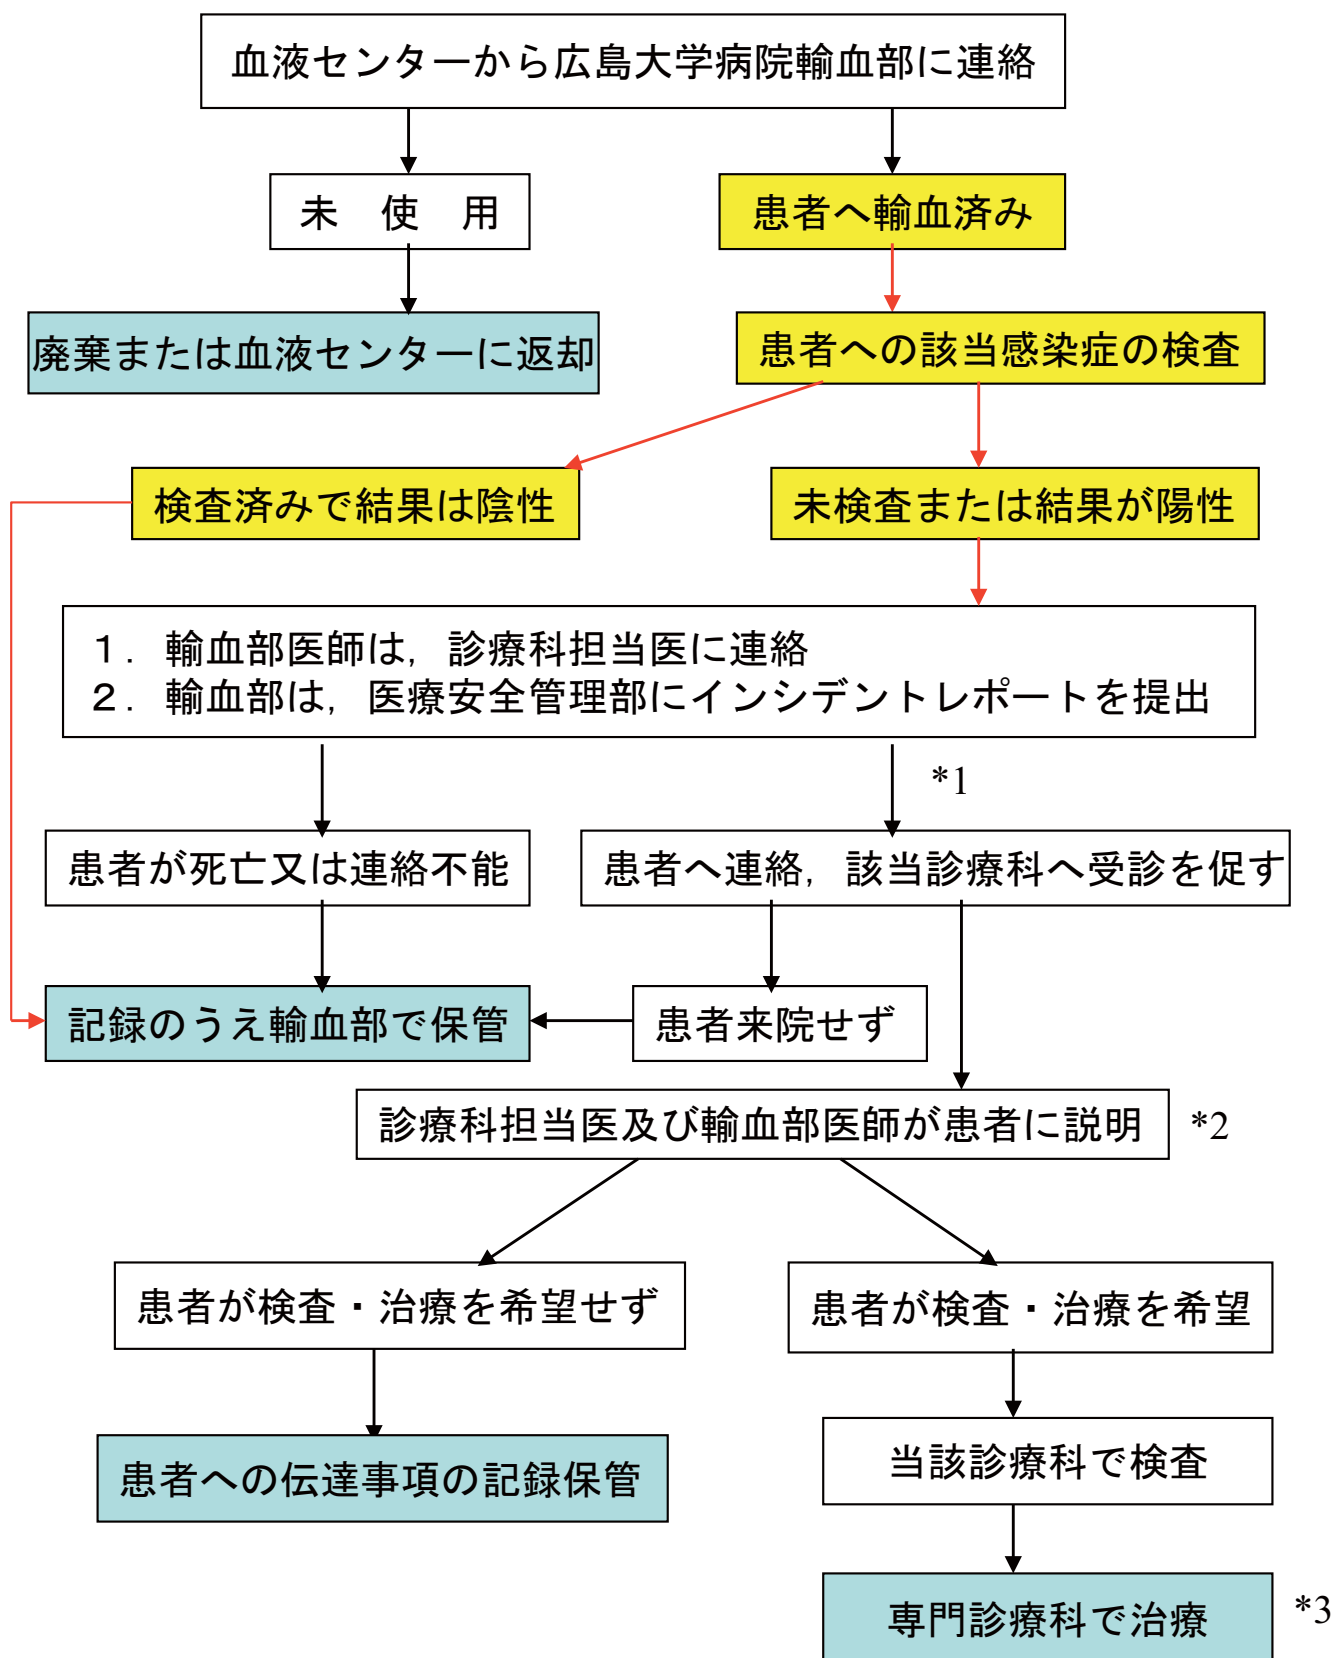 血液センターから広島大学病院輸血部に連絡
未　使　用
患者へ輸血済み
廃棄または血液センターに返却
患者への該当感染症の検査
検査済みで結果は陰性
未検査または結果が陽性
１．輸血部医師は，診療科担当医に連絡
２．輸血部は，医療安全管理部にインシデントレポートを提出
*1
患者が死亡又は連絡不能
患者へ連絡，該当診療科へ受診を促す
記録のうえ輸血部で保管
患者来院せず
診療科担当医及び輸血部医師が患者に説明
*2
患者が検査・治療を希望せず
患者が検査・治療を希望
患者への伝達事項の記録保管
当該診療科で検査
専門診療科で治療
*3